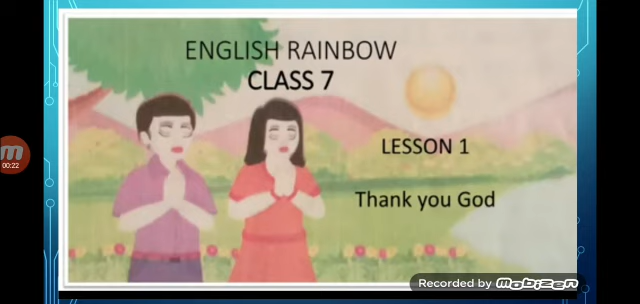 ENGLISH RAINBOW
CLASS 7
LESSON 1
Thank you God
00:22
Recorded by Mobizen